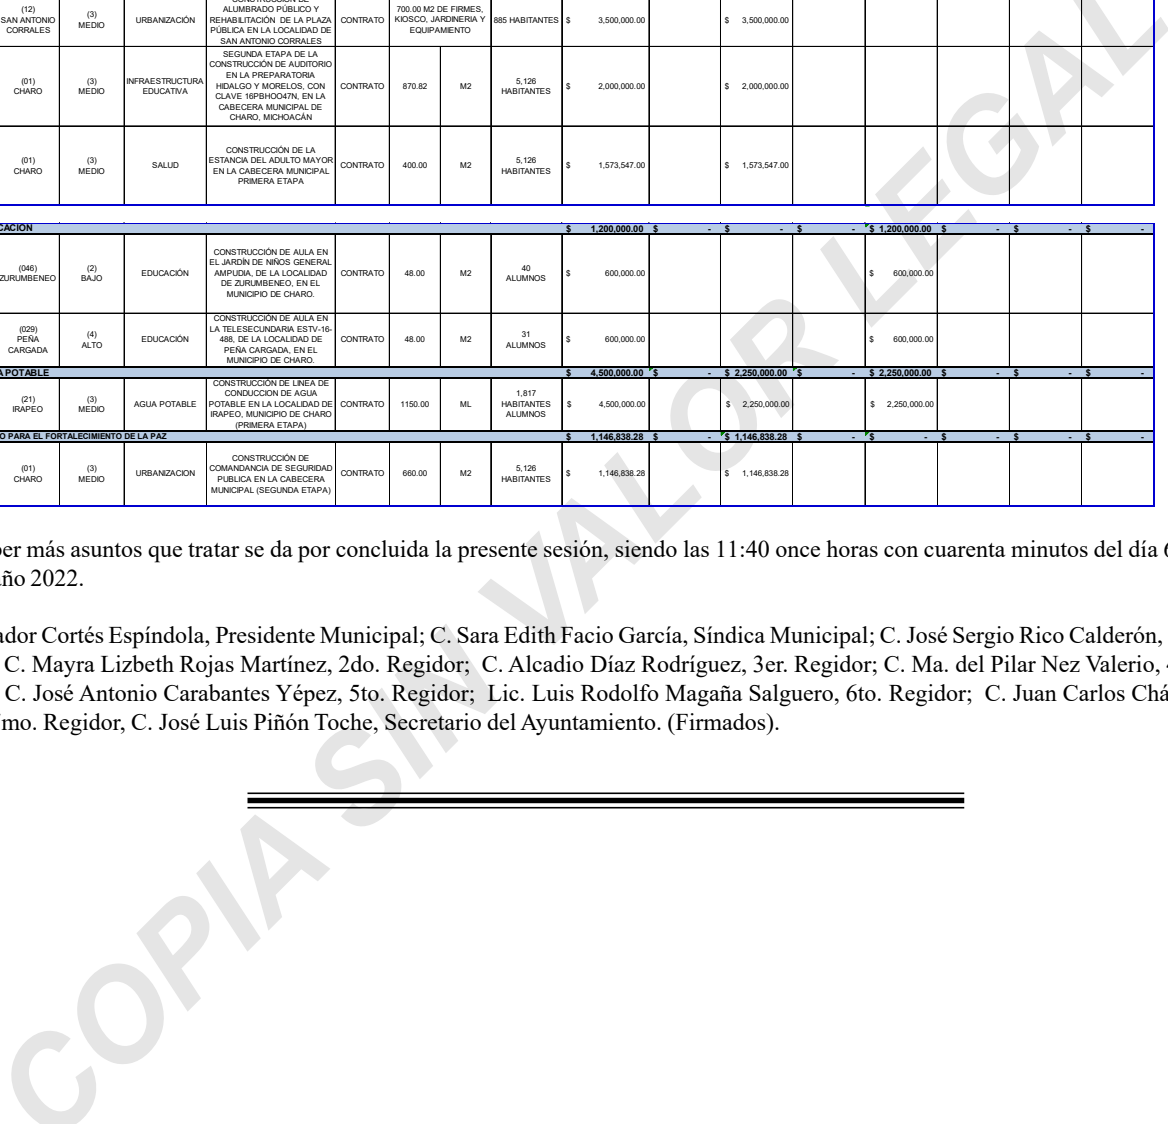 (12)
SAN ANTONIO
CORRALES
(3)
MEDIO
URBANIZACIÓN
ALUMBRADO PÚBLICO Y
REHABILITACIÓN DE LA PLAZA
PÚBLICA EN LA LOCALIDAD DE
SAN ANTONIO CORRALES
CONTRATO
700.00 M2 DE FIRMES,
KIOSCO, JARDINERIA Y
EQUIPAMIENTO
885 HABITANTES
$ 3,500,000.00
$ 3,500,000.00
(01)
CHARO
(3)
MEDIO
INFRAESTRUCTURA
EDUCATIVA
SEGUNDA ETAPA DE LA
CONSTRUCCIÓN DE AUDITORIO
EN LA PREPARATORIA
HIDALGO Y MORELOS, CON
CLAVE 16PBHOO47N, EN LA
CABECERA MUNICIPAL DE
CHARO, MICHOACÁN
CONTRATO
870.82
M2
5,126
HABITANTES
$ 2,000,000.00
$ 2,000,000.00
(01)
CHARO
(3)
MEDIO
SALUD
CONSTRUCCIÓN DE LA
ESTANCIA DEL ADULTO MAYOR
EN LA CABECERA MUNICIPAL
PRIMERA ETAPA
CONTRATO
400.00
M2
5,126
HABITANTES
$ 1,573,547.00
$ 1,573,547.00
CACION $ 1,200,000.00 $ - $ - $ - $ 1,200,000.00 $ - $ - $ -
(046)
ZURUMBENEO
(2)
BAJO
EDUCACIÓN
CONSTRUCCIÓN DE AULA EN
EL JARDÍN DE NIÑOS GENERAL
AMPUDIA, DE LA LOCALIDAD
DE ZURUMBENEO, EN EL
MUNICIPIO DE CHARO.
CONTRATO
48.00
M2
40
ALUMNOS
$ 600,000.00
$ 600,000.00
(029)
PEÑA
CARGADA
(4)
ALTO
EDUCACIÓN
CONSTRUCCIÓN DE AULA EN
LA TELESECUNDARIA ESTV-16-
488, DE LA LOCALIDAD DE
PEÑA CARGADA, EN EL
MUNICIPIO DE CHARO.
CONTRATO
48.00
M2
31
ALUMNOS
$ 600,000.00
$ 600,000.00
A POTABLE $ 4,500,000.00 $ - $ 2,250,000.00 $ - $ 2,250,000.00 $ - $ - $ -
(21)
IRAPEO
(3)
MEDIO
AGUA POTABLE
CONSTRUCCIÓN DE LINEA DE
CONDUCCION DE AGUA
POTABLE EN LA LOCALIDAD DE
IRAPEO, MUNICIPIO DE CHARO
(PRIMERA ETAPA)
CONTRATO
1150.00
ML
1,817
HABITANTES
ALUMNOS
$ 4,500,000.00
$ 2,250,000.00
$ 2,250,000.00
O PARA EL FORTALECIMIENTO DE LA PAZ $ 1,146,838.28 $ - $ 1,146,838.28 $ - $ - $ - $ - $ -
(01)
CHARO
(3)
MEDIO
URBANIZACION
CONSTRUCCIÓN DE
COMANDANCIA DE SEGURIDAD
PUBLICA EN LA CABECERA
MUNICIPAL (SEGUNDA ETAPA)
CONTRATO
660.00
M2
5,126
HABITANTES
$ 1,146,838.28
$ 1,146,838.28
ber más asuntos que tratar se da por concluida la presente sesión, siendo las 11:40 once horas con cuarenta minutos del día 6
año 2022.
ador Cortés Espíndola, Presidente Municipal; C. Sara Edith Facio García, Síndica Municipal; C. José Sergio Rico Calderón,
C. Mayra Lizbeth Rojas Martínez, 2do. Regidor; C. Alcadio Díaz Rodríguez, 3er. Regidor; C. Ma. del Pilar Nez Valerio,
C. José Antonio Carabantes Yépez, 5to. Regidor; Lic. Luis Rodolfo Magaña Salguero, 6to. Regidor; C. Juan Carlos Chá
mo. Regidor, C. José Luis Piñón Toche, Secretario del Ayuntamiento. (Firmados).
COPIA SIN VALOR LEGAL